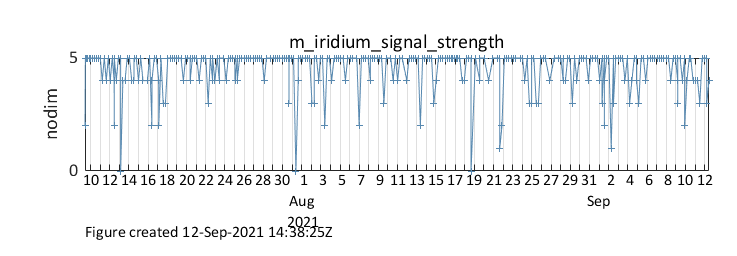 m_iridium_signal_strength
5
nodim
0
10 12 14 16 18 20 22 24 26 28 30 1 3 5 7 9 11 13 15 17 19 21 23 25 27 29 31 2 4 6 8 10 12
Aug Sep
2021
Figure created 12-Sep-2021 14:38:25Z